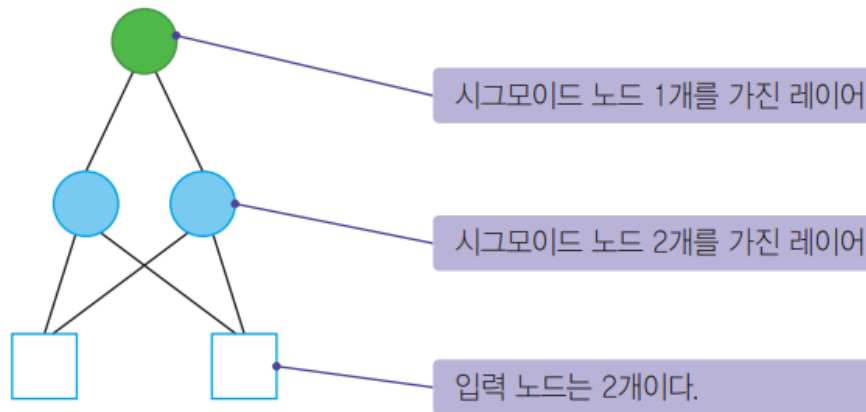 시그모이드 노드 1개를 가진 레이어
시그모이드 노드 2개를 가진 레이어
입력 노드는 2개이다.